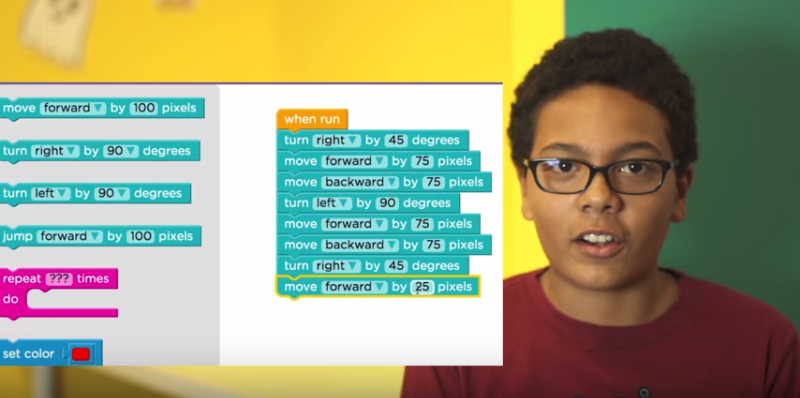 move forward by 100 pixels
turn right by 90 degrees
turn left by 90 degrees
jump forward by 100 pixels
repeat ??? times
do
set color
when run
turn right by 45 degrees
move forward by 75 pixels
move backward by 75 pixels
turn left by 90 degrees
move forward by 75 pixels
move backward by 75 pixels
turn right by 45 degrees
move forward by 25 pixels